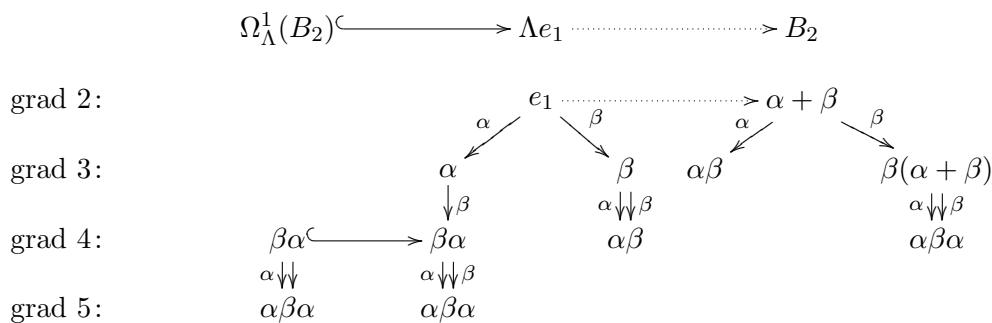 Ω¹_Λ(B₂) Λe₁ B₂
grad 2: e₁ α + β
α β α β
grad 3: α β αβ β(α + β)
β α β α β
grad 4: βα βα αβ αβα
α α β
grad 5: αβα αβα